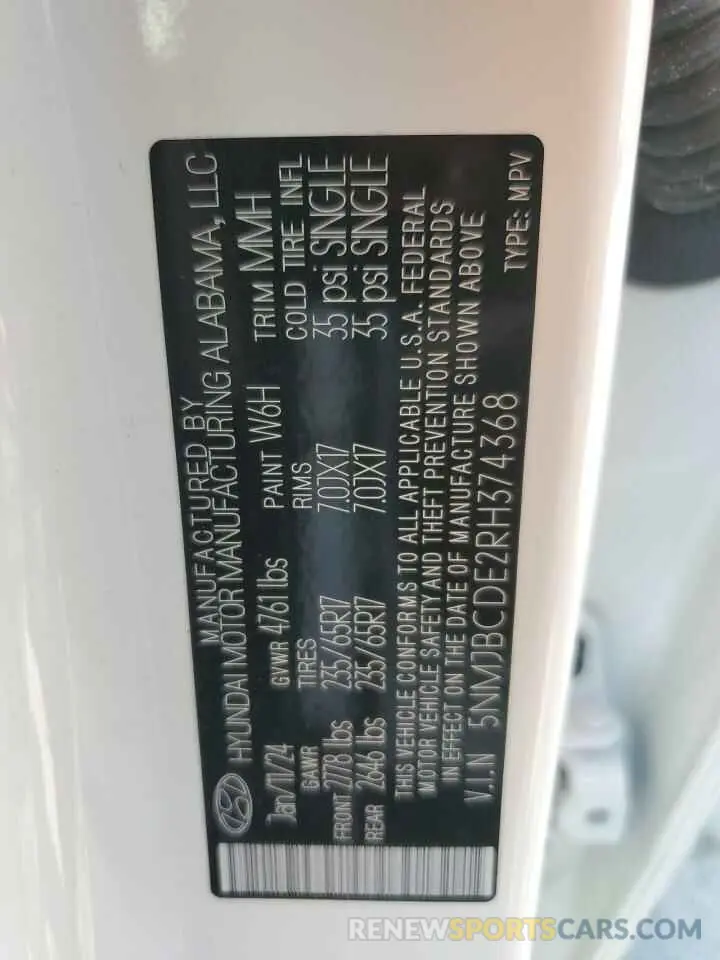 MANUFACTURED BY
HYUNDAI MOTOR MANUFACTURING ALABAMA, LLC
Jan/11/24 GVWR 4761 lbs PAINT W6H TRIM MMH
GAWR TIRES RIMS COLD TIRE INFL
FRONT 2778 lbs 235/65R17 7.0JX17 35 psi SINGLE
REAR 2646 lbs 235/65R17 7.0JX17 35 psi SINGLE
THIS VEHICLE CONFORMS TO ALL APPLICABLE U.S.A. FEDERAL
MOTOR VEHICLE SAFETY AND THEFT PREVENTION STANDARDS
IN EFFECT ON THE DATE OF MANUFACTURE SHOWN ABOVE
V.I.N 5NMJBCDE2RH374368 TYPE: MPV
RENEWSPORTSCARS.COM